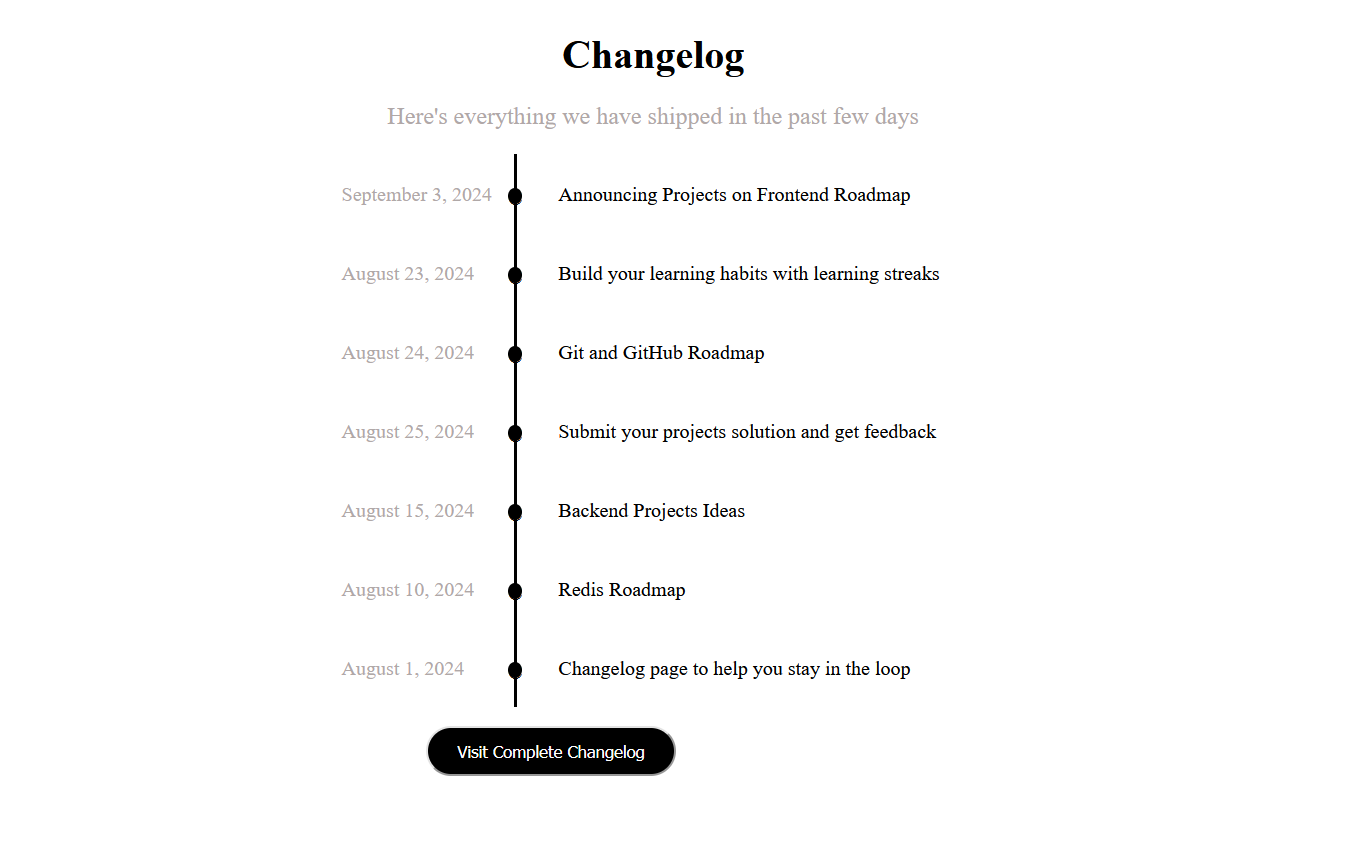 Changelog
Here's everything we have shipped in the past few days
September 3, 2024 Announcing Projects on Frontend Roadmap
August 23, 2024 Build your learning habits with learning streaks
August 24, 2024 Git and GitHub Roadmap
August 25, 2024 Submit your projects solution and get feedback
August 15, 2024 Backend Projects Ideas
August 10, 2024 Redis Roadmap
August 1, 2024 Changelog page to help you stay in the loop
Visit Complete Changelog